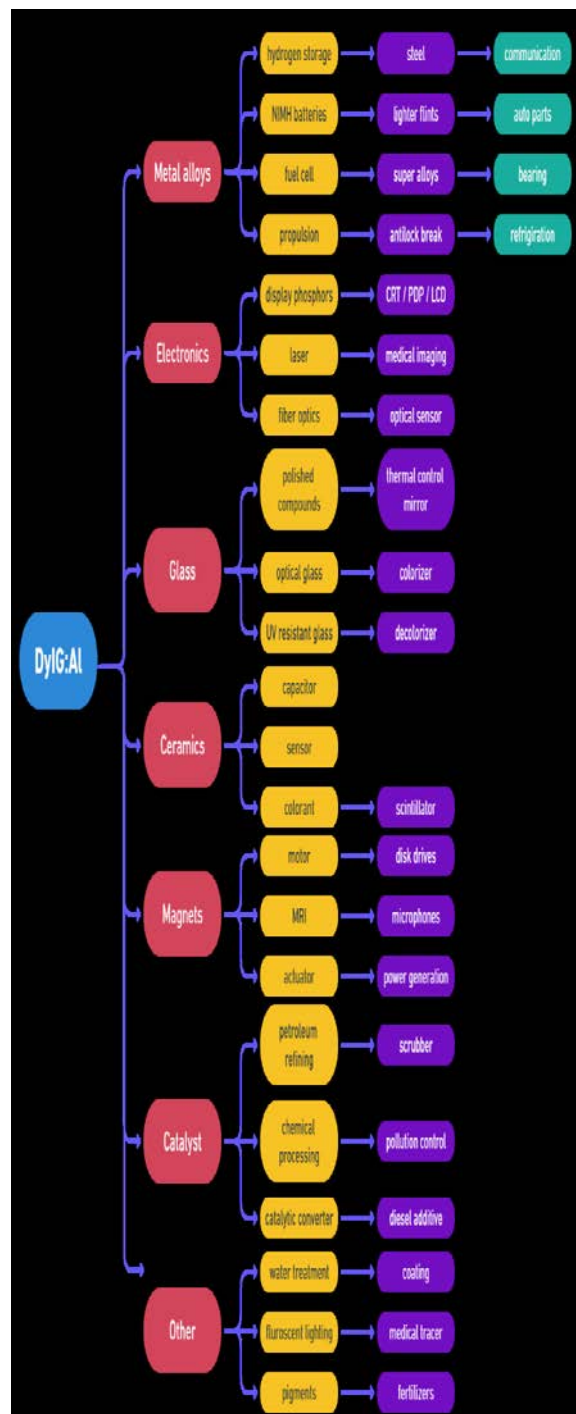 hydrogen storage
steel
communication
NIMH batteries
lighter flints
auto parts
Metal alloys
fuel cell
super alloys
bearing
propulsion
antilock break
refrigiration
display phosphors
CRT / PDP / LCD
Electronics
laser
medical imaging
fiber optics
optical sensor
polished
compounds
thermal control
mirror
Glass
optical glass
colorizer
UV resistant glass
decolorizer
DyIG:Al
capacitor
Ceramics
sensor
colorant
scintillator
motor
disk drives
Magnets
MRI
microphones
actuator
power generation
petroleum
refining
scrubber
Catalyst
chemical
processing
pollution control
catalytic converter
diesel additive
water treatment
coating
Other
fluroscent lighting
medical tracer
pigments
fertilizers